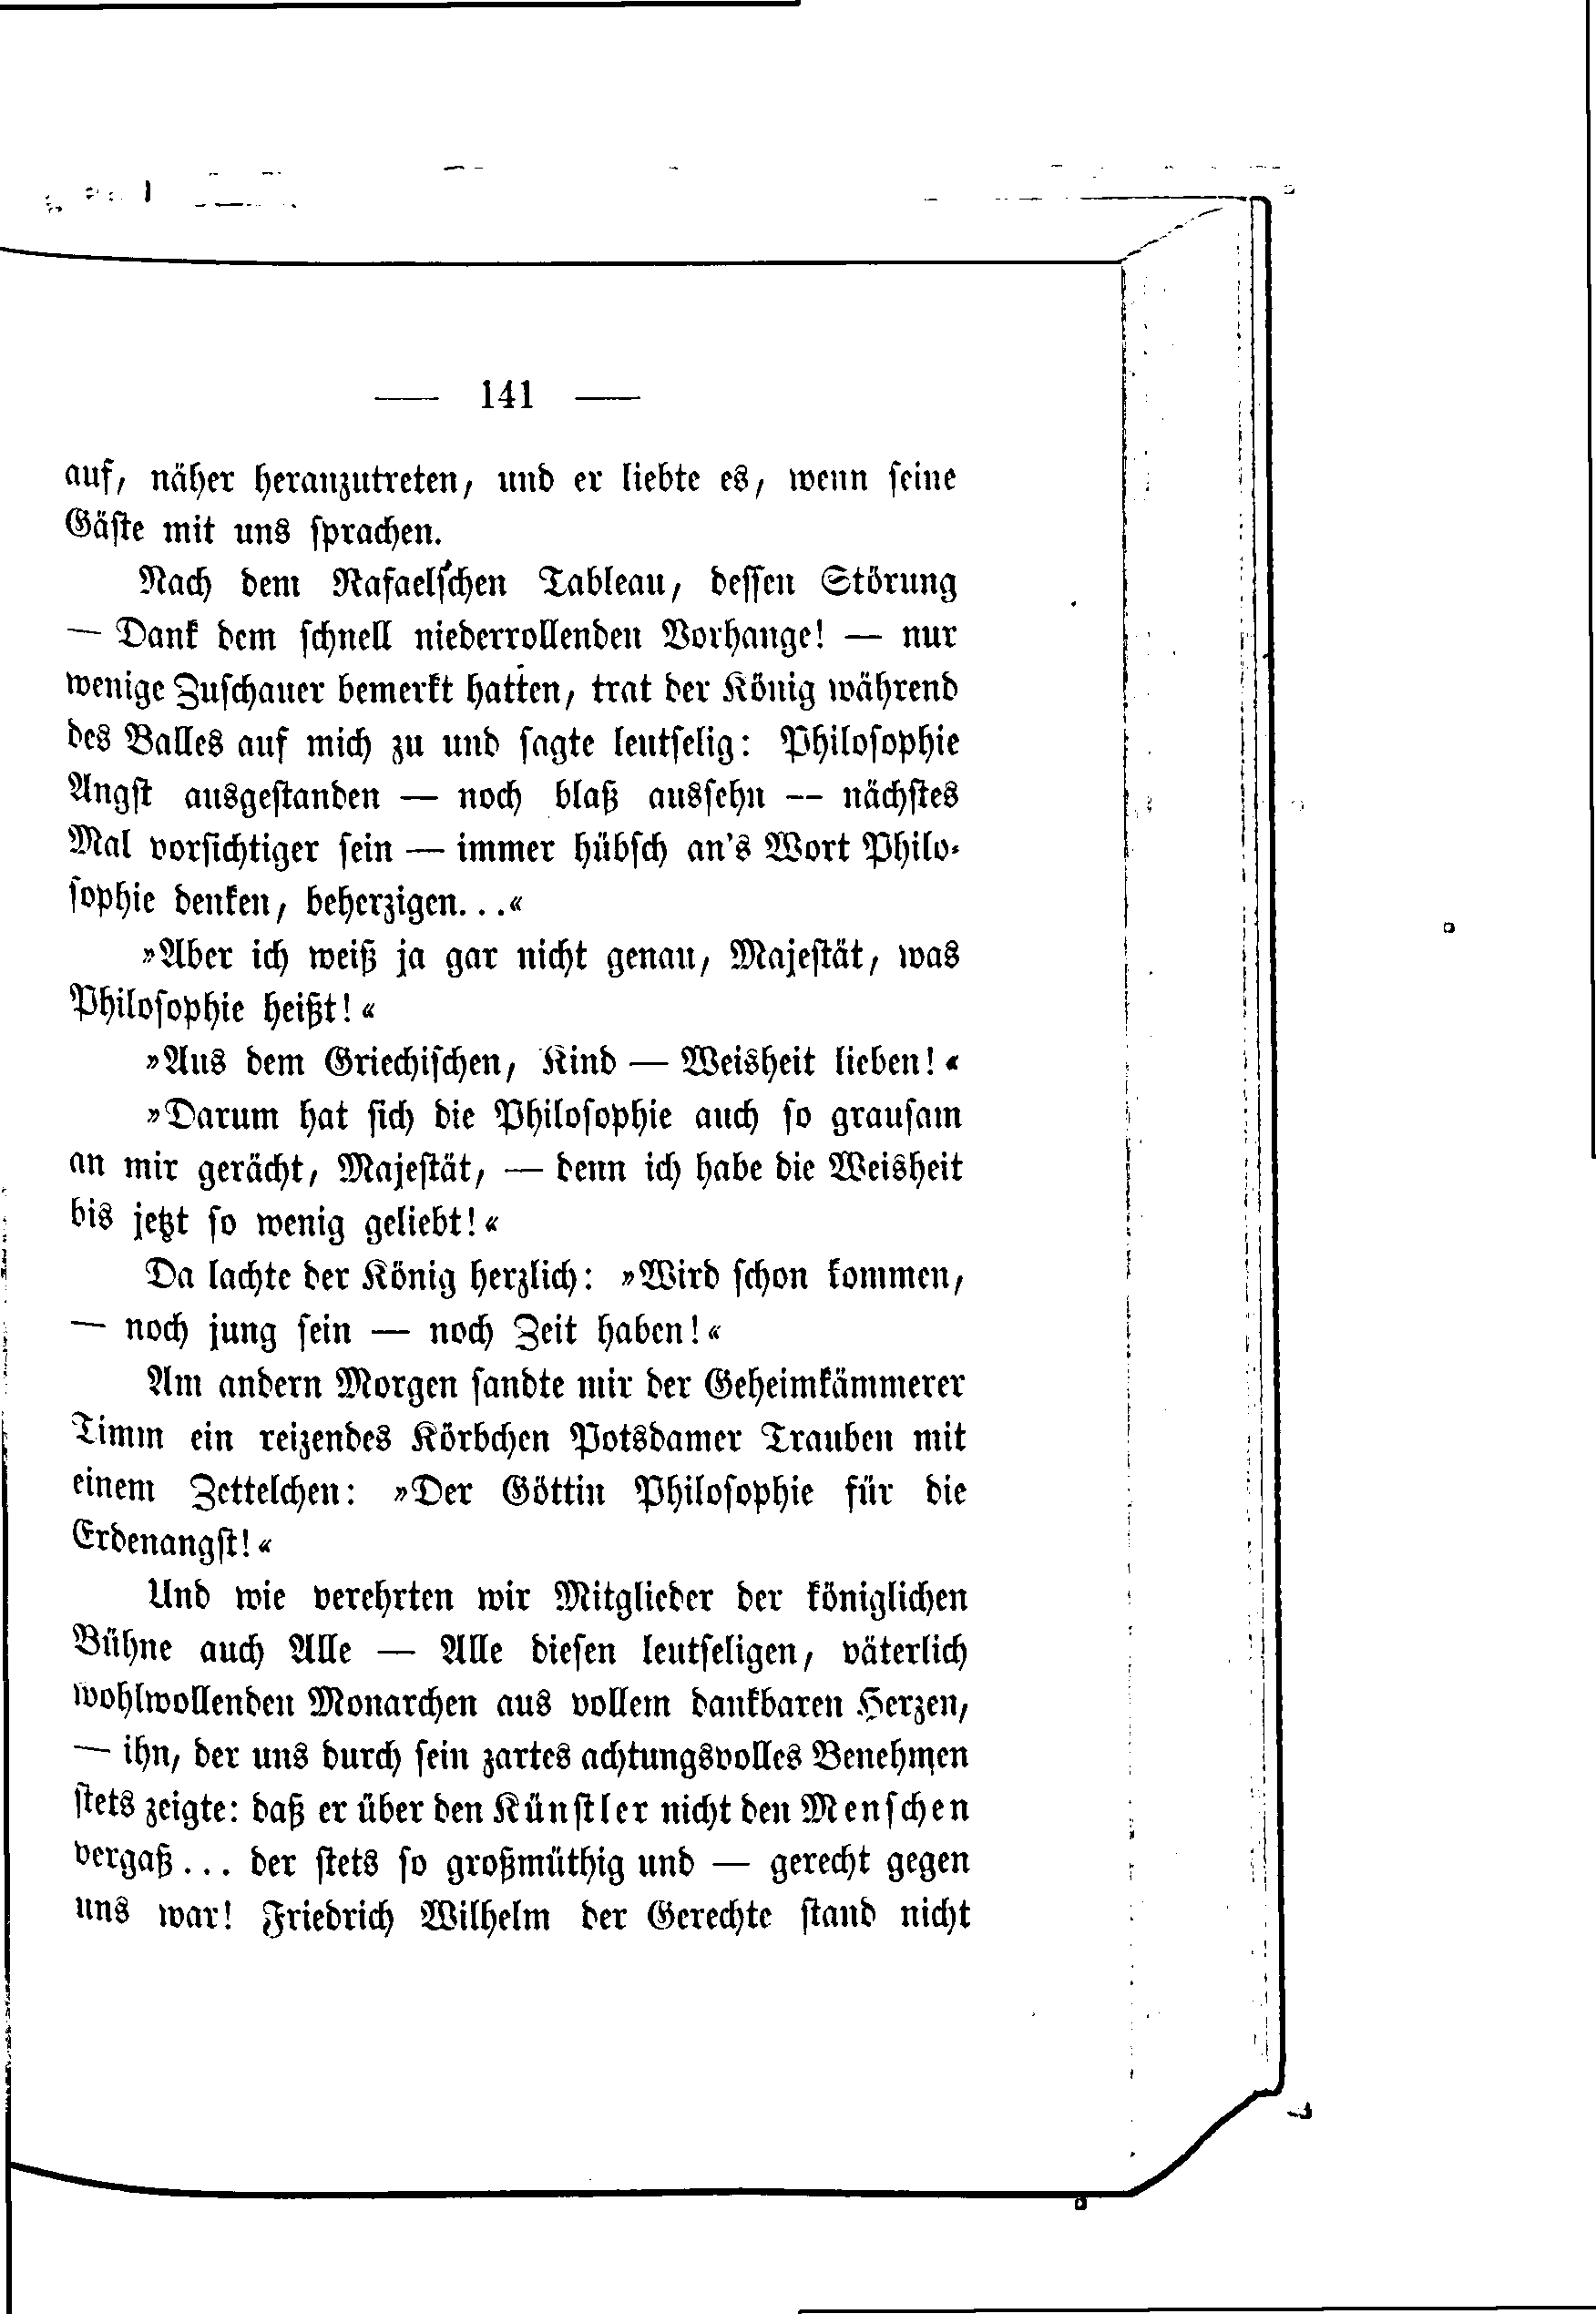 — 141 —
auf, näher heranzutreten, und er liebte es, wenn seine
Gäste mit uns sprachen.
Nach dem Rafaels'chen Tableau, dessen Störung
— Dank dem schnell niederrollenden Vorhange! — nur
wenige Zuschauer bemerkt hatten, trat der König während
des Balles auf mich zu und sagte leutselig: Philosophie
Angst ausgestanden — noch blaß aussehn — nächstes
Mal vorsichtiger sein — immer hübsch an's Wort Philo-
sophie denken, beherzigen...«
»Aber ich weiß ja gar nicht genau, Majestät, was
Philosophie heißt!«
»Aus dem Griechischen, Kind — Weisheit lieben!«
»Darum hat sich die Philosophie auch so grausam
an mir gerächt, Majestät, — denn ich habe die Weisheit
bis jetzt so wenig geliebt!«
Da lachte der König herzlich: »Wird schon kommen,
— noch jung sein — noch Zeit haben!«
Am andern Morgen sandte mir der Geheimkämmerer
Timm ein reizendes Körbchen Potsdamer Trauben mit
einem Zettelchen: »Der Göttin Philosophie für die
Erdenangst!«
Und wie verehrten wir Mitglieder der königlichen
Bühne auch Alle — Alle diesen leutseligen, väterlich
wohlwollenden Monarchen aus vollem dankbaren Herzen,
— ihn, der uns durch sein zartes achtungsvolles Benehmen
stets zeigte: daß er über den Künstler nicht den Menschen
vergaß... der stets so großmüthig und — gerecht gegen
uns war! Friedrich Wilhelm der Gerechte stand nicht